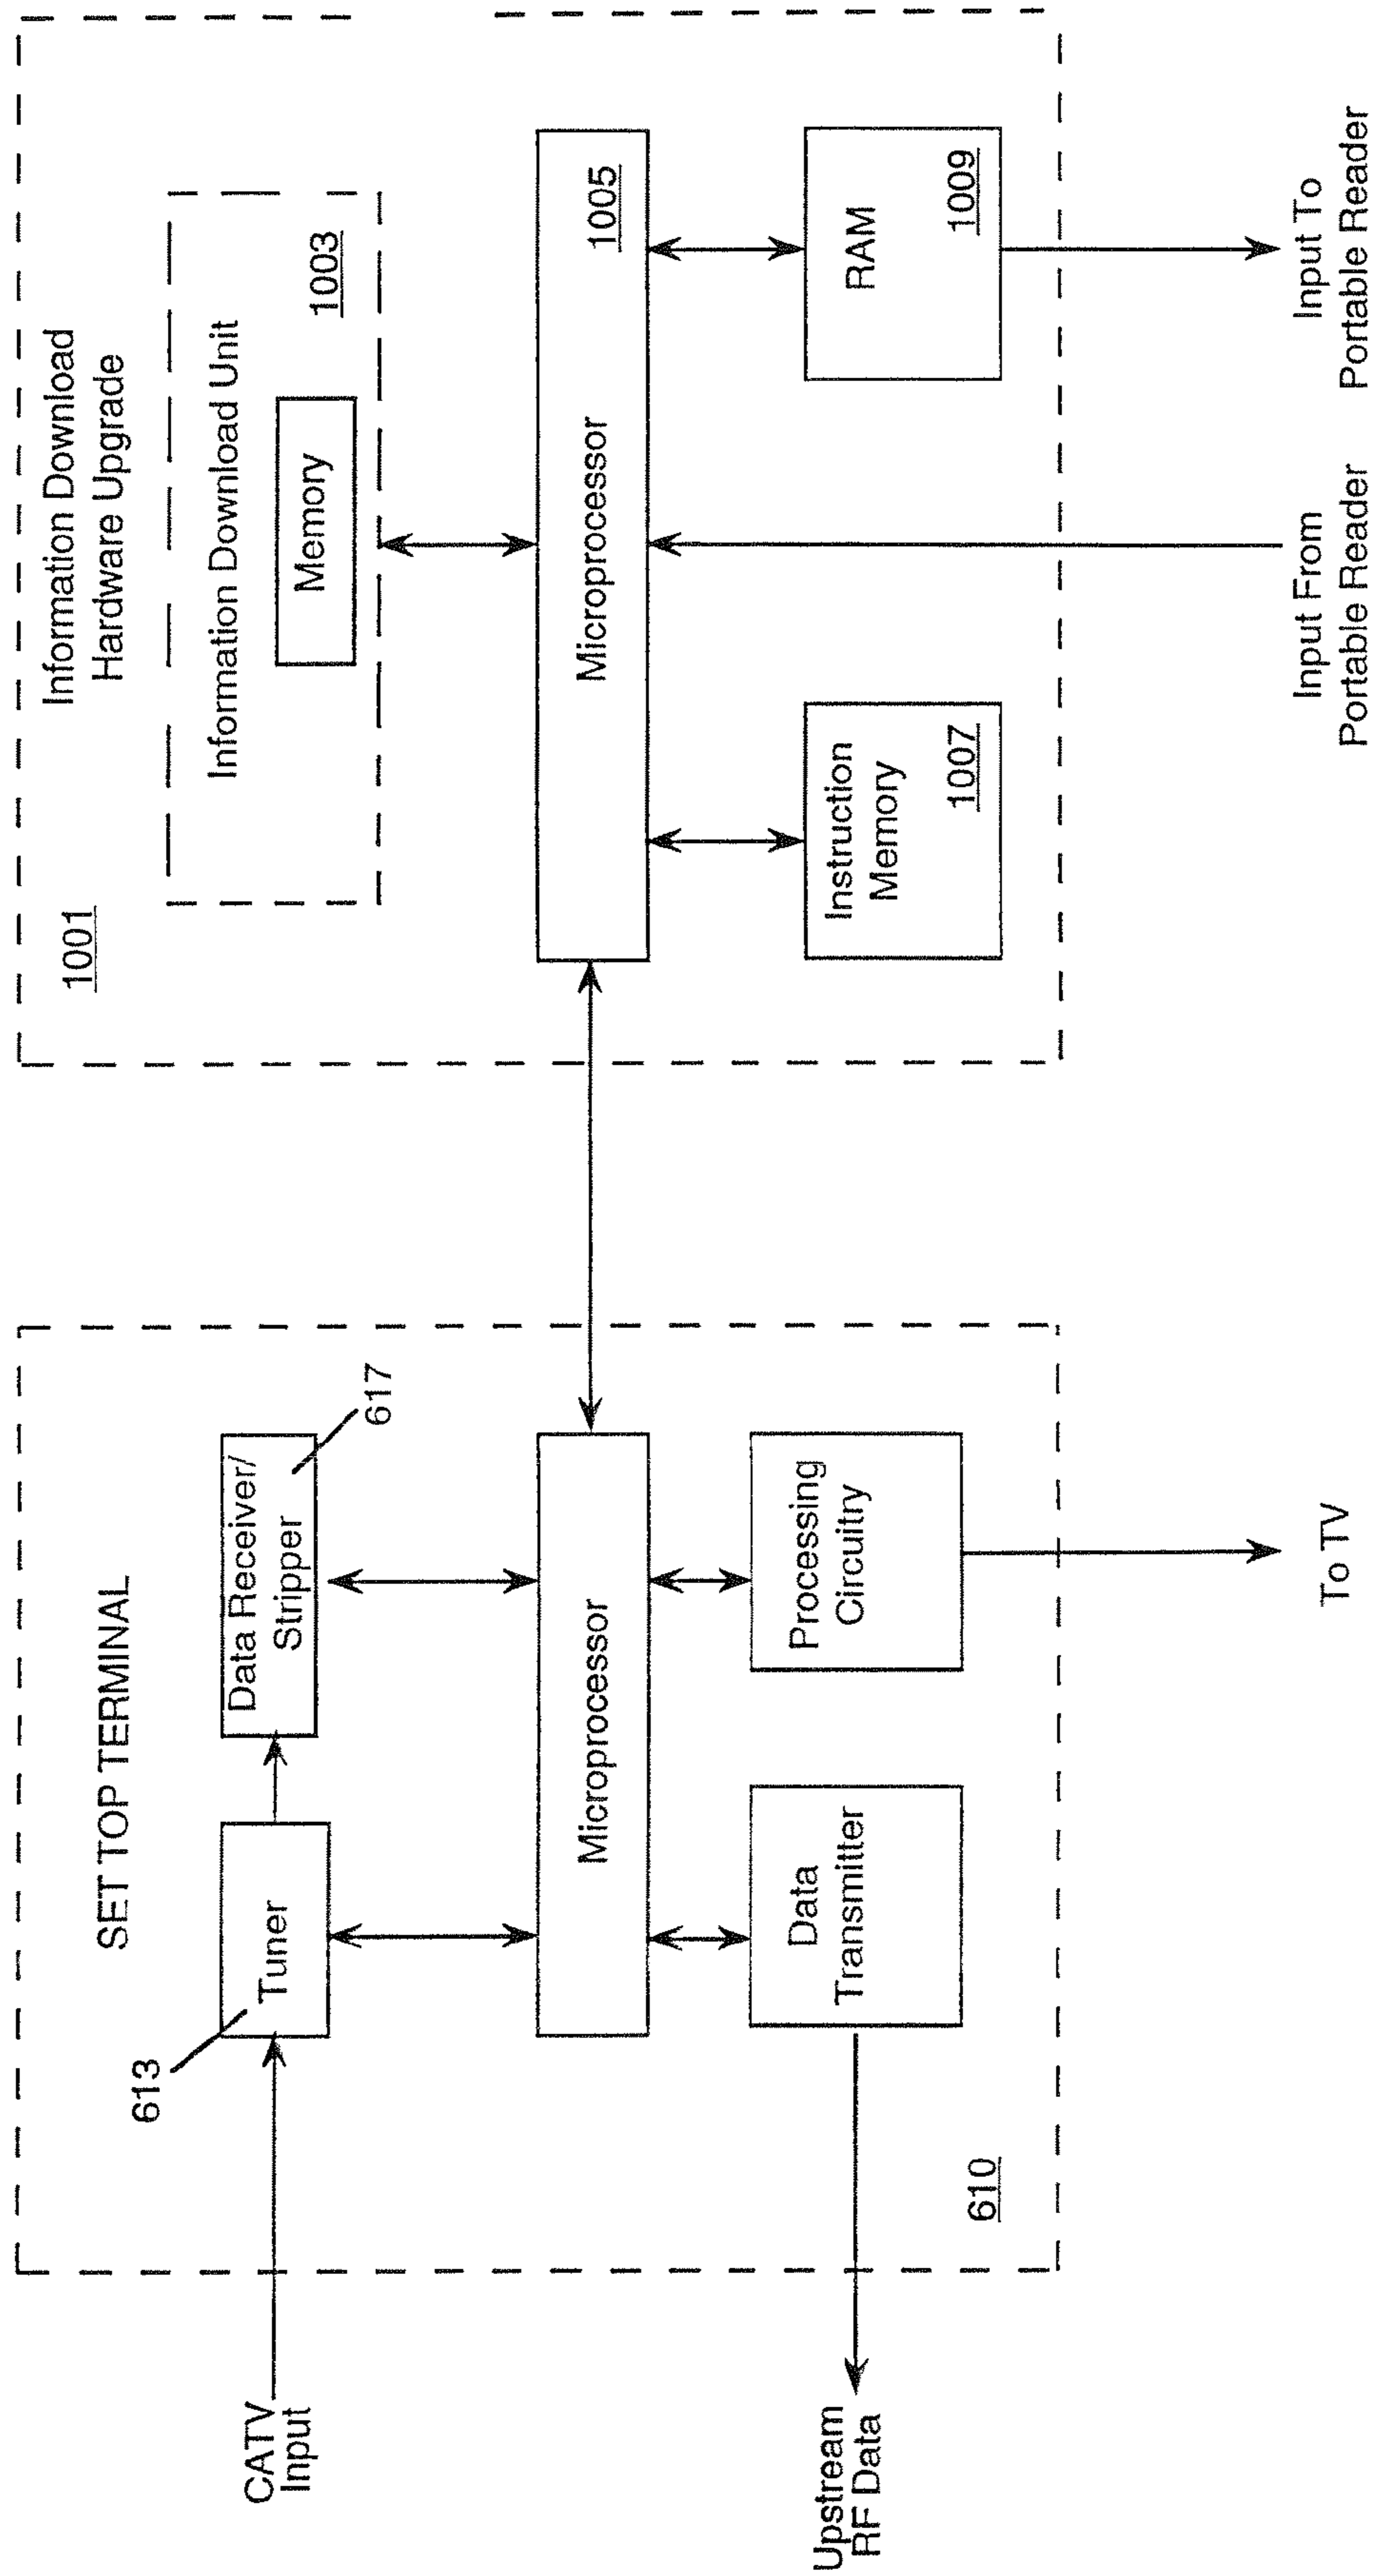 SET TOP TERMINAL
613
Tuner
Data Receiver/
Stripper
617
CATV
Input
Microprocessor
Data
Transmitter
Processing
Circuitry
Upstream
RF Data
610
To TV
1001
Information Download
Hardware Upgrade
Information Download Unit
1003
Memory
Microprocessor
1005
Instruction
Memory
1007
RAM
1009
Input From
Portable Reader
Input To
Portable Reader